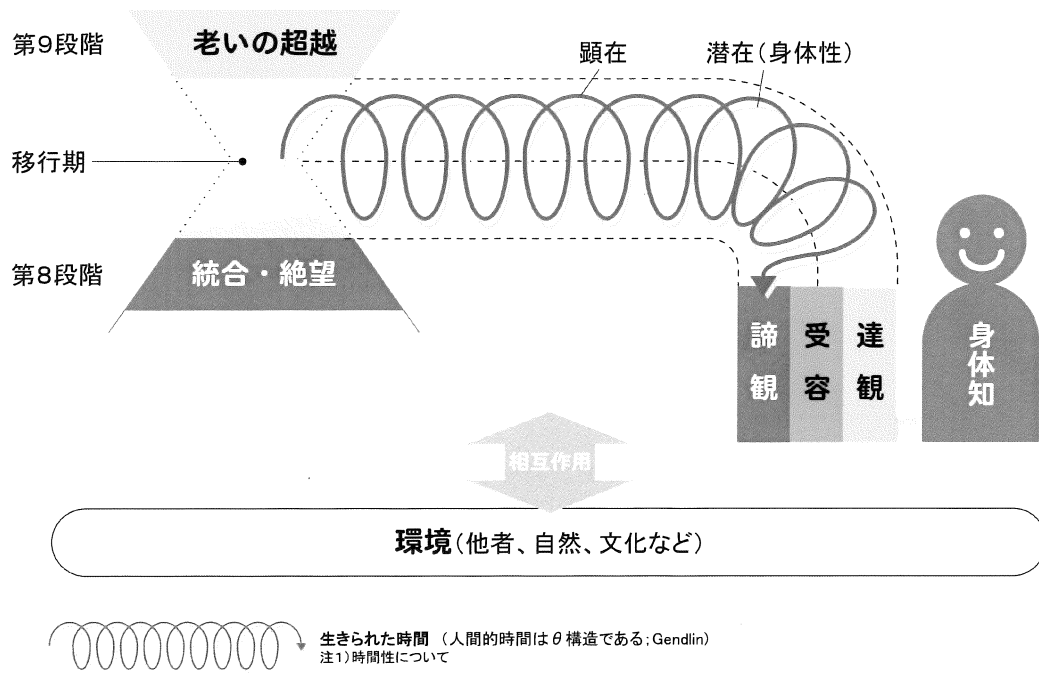 第9段階
老いの超越
顕在
潜在（身体性）
移行期
第8段階
統合・絶望
諦観
受容
達観
身体知
相互作用
環境（他者、自然、文化など）
生きられた時間 （人間的時間はθ構造である；Gendlin）
注1）時間性について